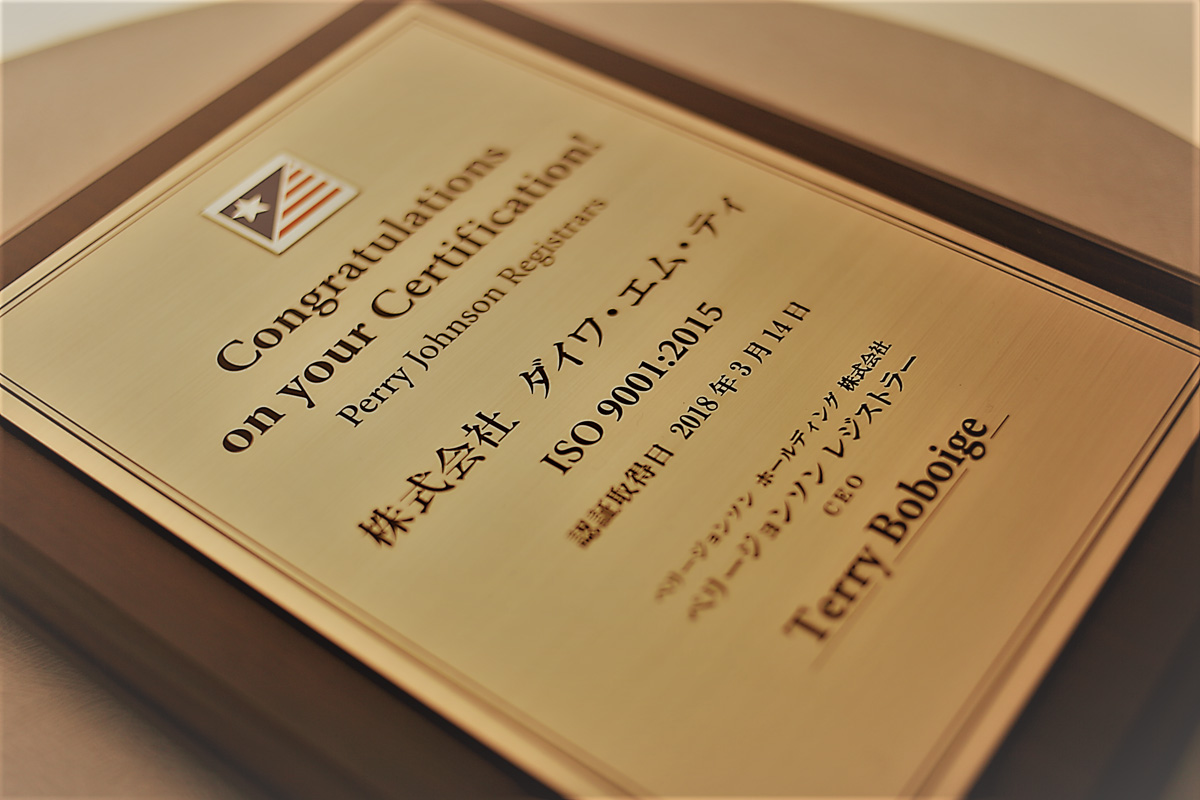 Congratulations
on your Certification!
Perry Johnson Registrars
株式会社 ダイワ・エム・ティ
ISO 9001:2015
認証取得日 2018年3月14日
ペリージョンソン ホールディング 株式会社
ペリージョンソン レジストラー
CEO
Terry Boboige